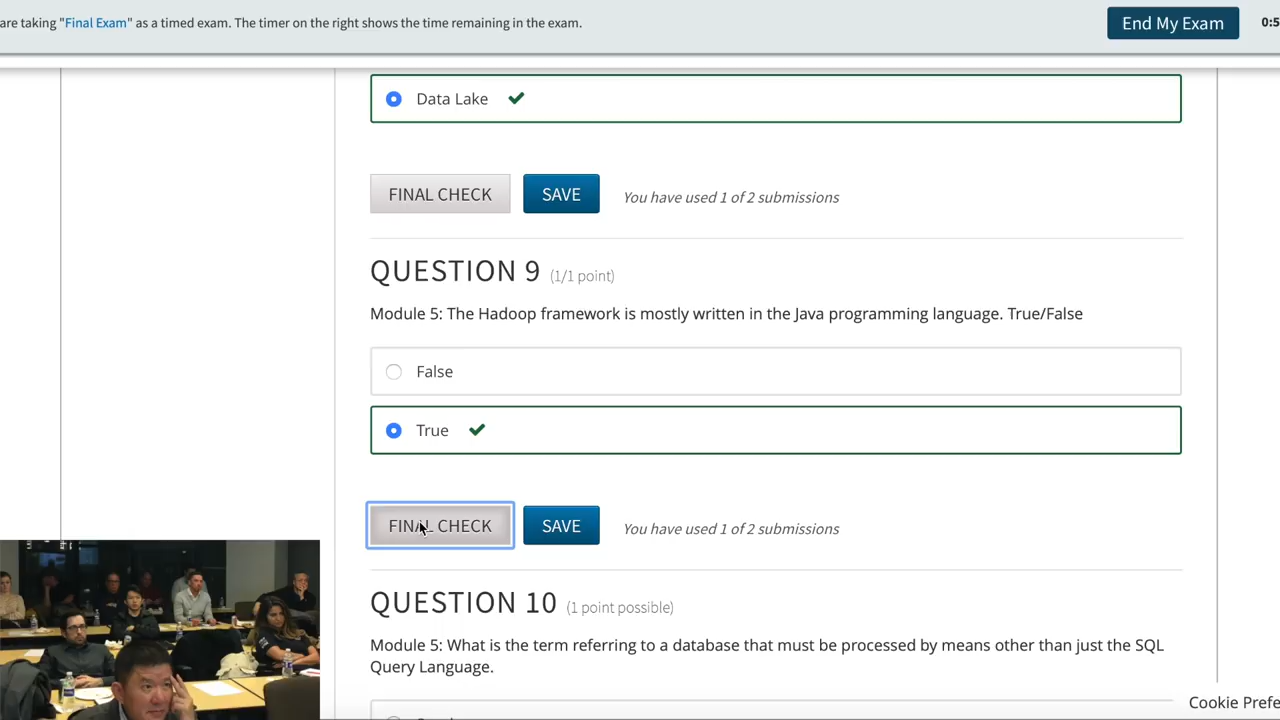 are taking "Final Exam" as a timed exam. The timer on the right shows the time remaining in the exam.
End My Exam
0:5
Data Lake
FINAL CHECK
SAVE
You have used 1 of 2 submissions
QUESTION 9 (1/1 point)
Module 5: The Hadoop framework is mostly written in the Java programming language. True/False
False
True
FINAL CHECK
SAVE
You have used 1 of 2 submissions
QUESTION 10 (1 point possible)
Module 5: What is the term referring to a database that must be processed by means other than just the SQL
Query Language.
Cookie Prefe